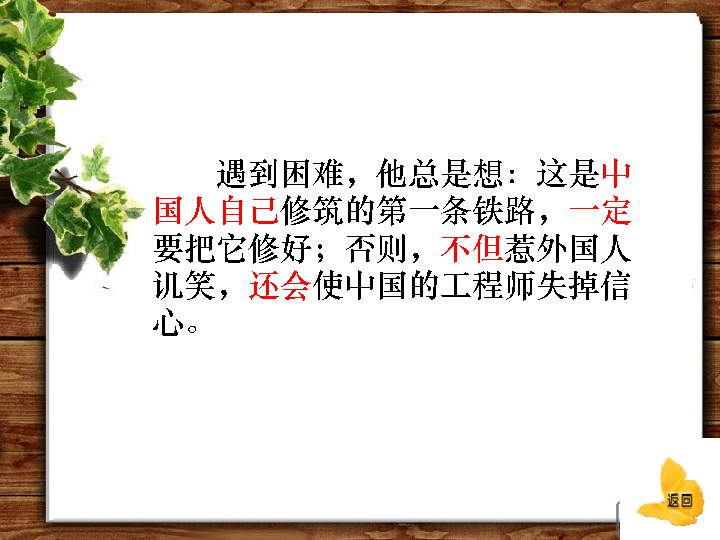 遇到困难，他总是想：这是中
国人自己修筑的第一条铁路，一定
要把它修好；否则，不但惹外国人
讥笑，还会使中国的工程师失掉信
心。
返回